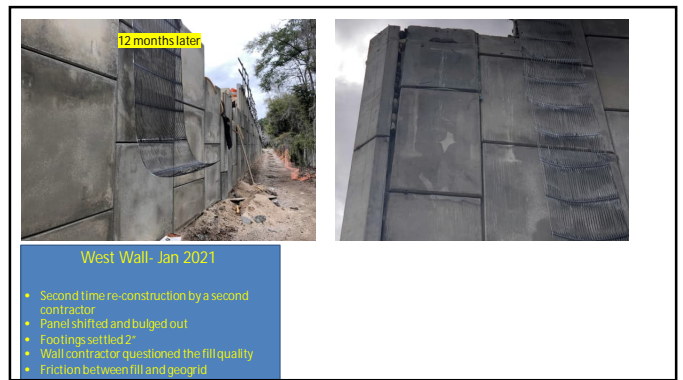 12 months later
West Wall- Jan 2021
• Second time re-construction by a second
contractor
• Panel shifted and bulged out
• Footings settled 2"
• Wall contractor questioned the fill quality
• Friction between fill and geogrid